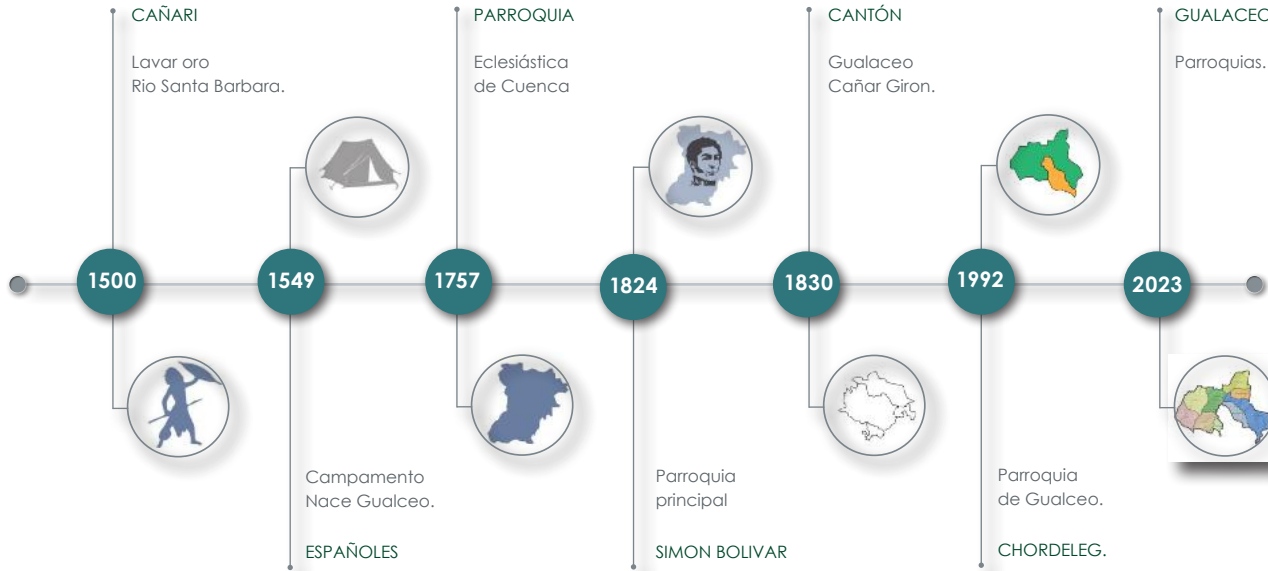 CAÑARI
Lavar oro
Rio Santa Barbara.
PARROQUIA
Eclesiástica
de Cuenca
CANTÓN
Gualaceo
Cañar Giron.
GUALACEO
Parroquias.
1500
1549
1757
1824
1830
1992
2023
Campamento
Nace Gualceo.
ESPAÑOLES
Parroquia
principal
SIMON BOLIVAR
Parroquia
de Gualceo.
CHORDELEG.